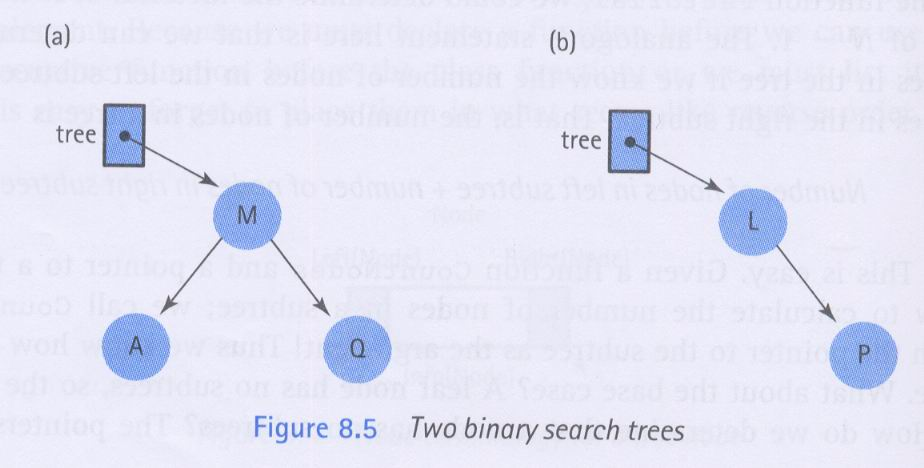 (a)
(b)
tree
tree
M
L
A
Q
P
Figure 8.5 Two binary search trees